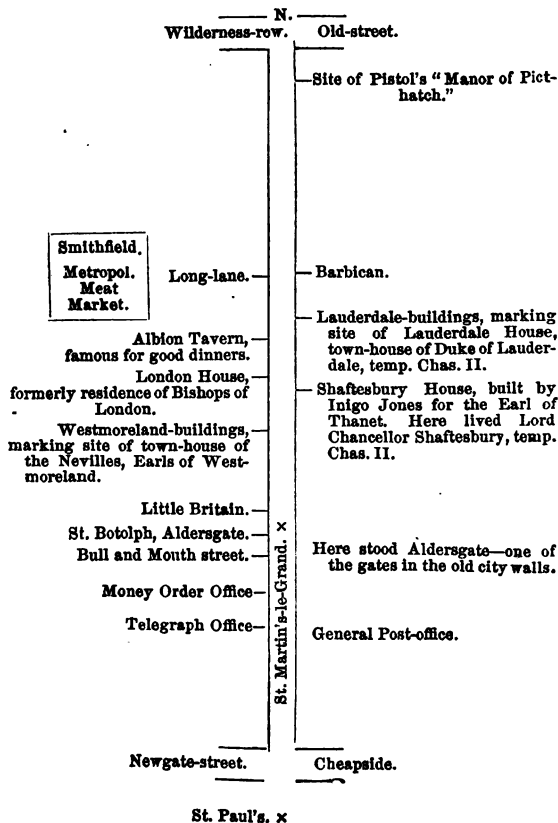 N.
Wilderness-row. Old-street.
Site of Pistol's "Manor of Pict-
hatch."
Smithfield.
Metropol.
Meat
Market.
Long-lane.
Barbican.
Lauderdale-buildings, marking
site of Lauderdale House,
town-house of Duke of Lauder-
dale, temp. Chas. II.
Albion Tavern,
famous for good dinners.
London House,
formerly residence of Bishops of
London.
Shaftesbury House, built by
Inigo Jones for the Earl of
Thanet. Here lived Lord
Chancellor Shaftesbury, temp.
Chas. II.
Westmoreland-buildings,
marking site of town-house of
the Nevilles, Earls of West-
moreland.
Little Britain.
St. Botolph, Aldersgate.
Bull and Mouth street.
Here stood Aldersgate—one of
the gates in the old city walls.
Money Order Office
Telegraph Office
St. Martin's-le-Grand. ×
General Post-office.
Newgate-street. Cheapside.
St. Paul's. ×